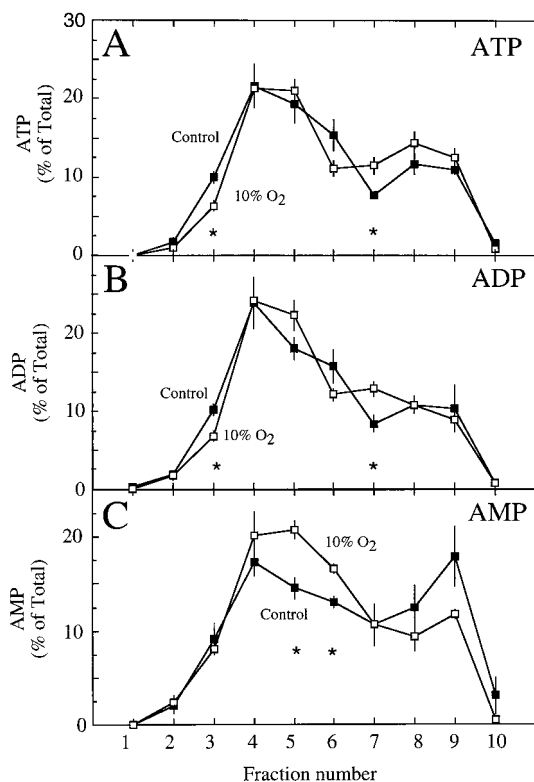 A
ATP
30
20
10
0
ATP
(% of Total)
Control
10% O2
*
*
B
ADP
20
10
0
ADP
(% of Total)
Control
10% O2
*
*
C
AMP
20
10
0
AMP
(% of Total)
10% O2
Control
*
*
1 2 3 4 5 6 7 8 9 10
Fraction number